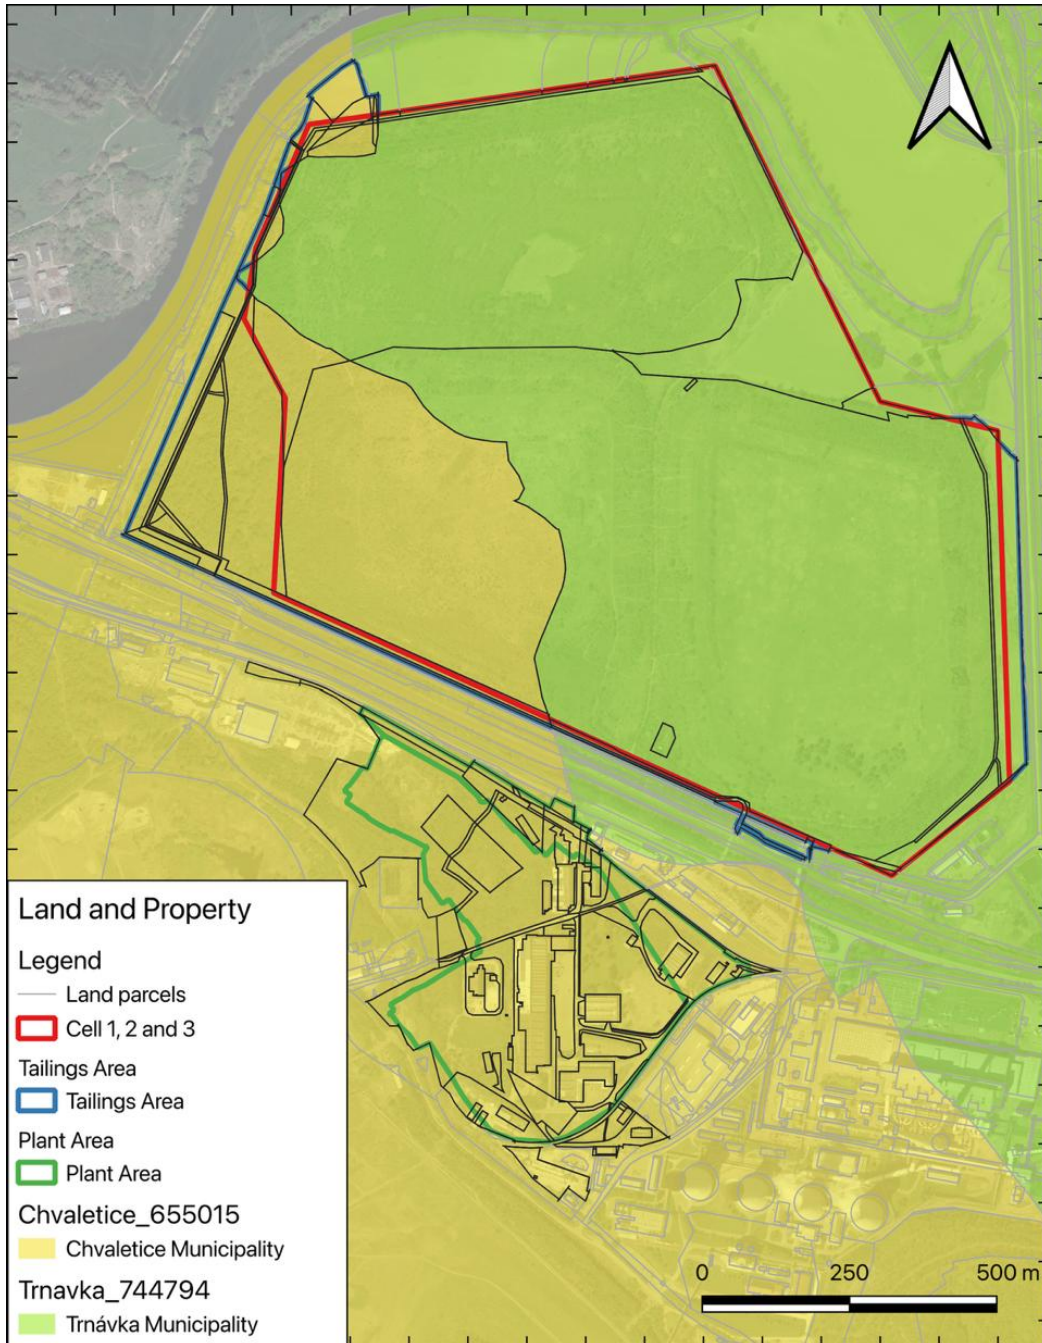 Land and Property
Legend
Land parcels
Cell 1, 2 and 3
Tailings Area
Tailings Area
Plant Area
Plant Area
Chvaletice_655015
Chvaletice Municipality
Trnavka_744794
Trnávka Municipality
0 250 500 m